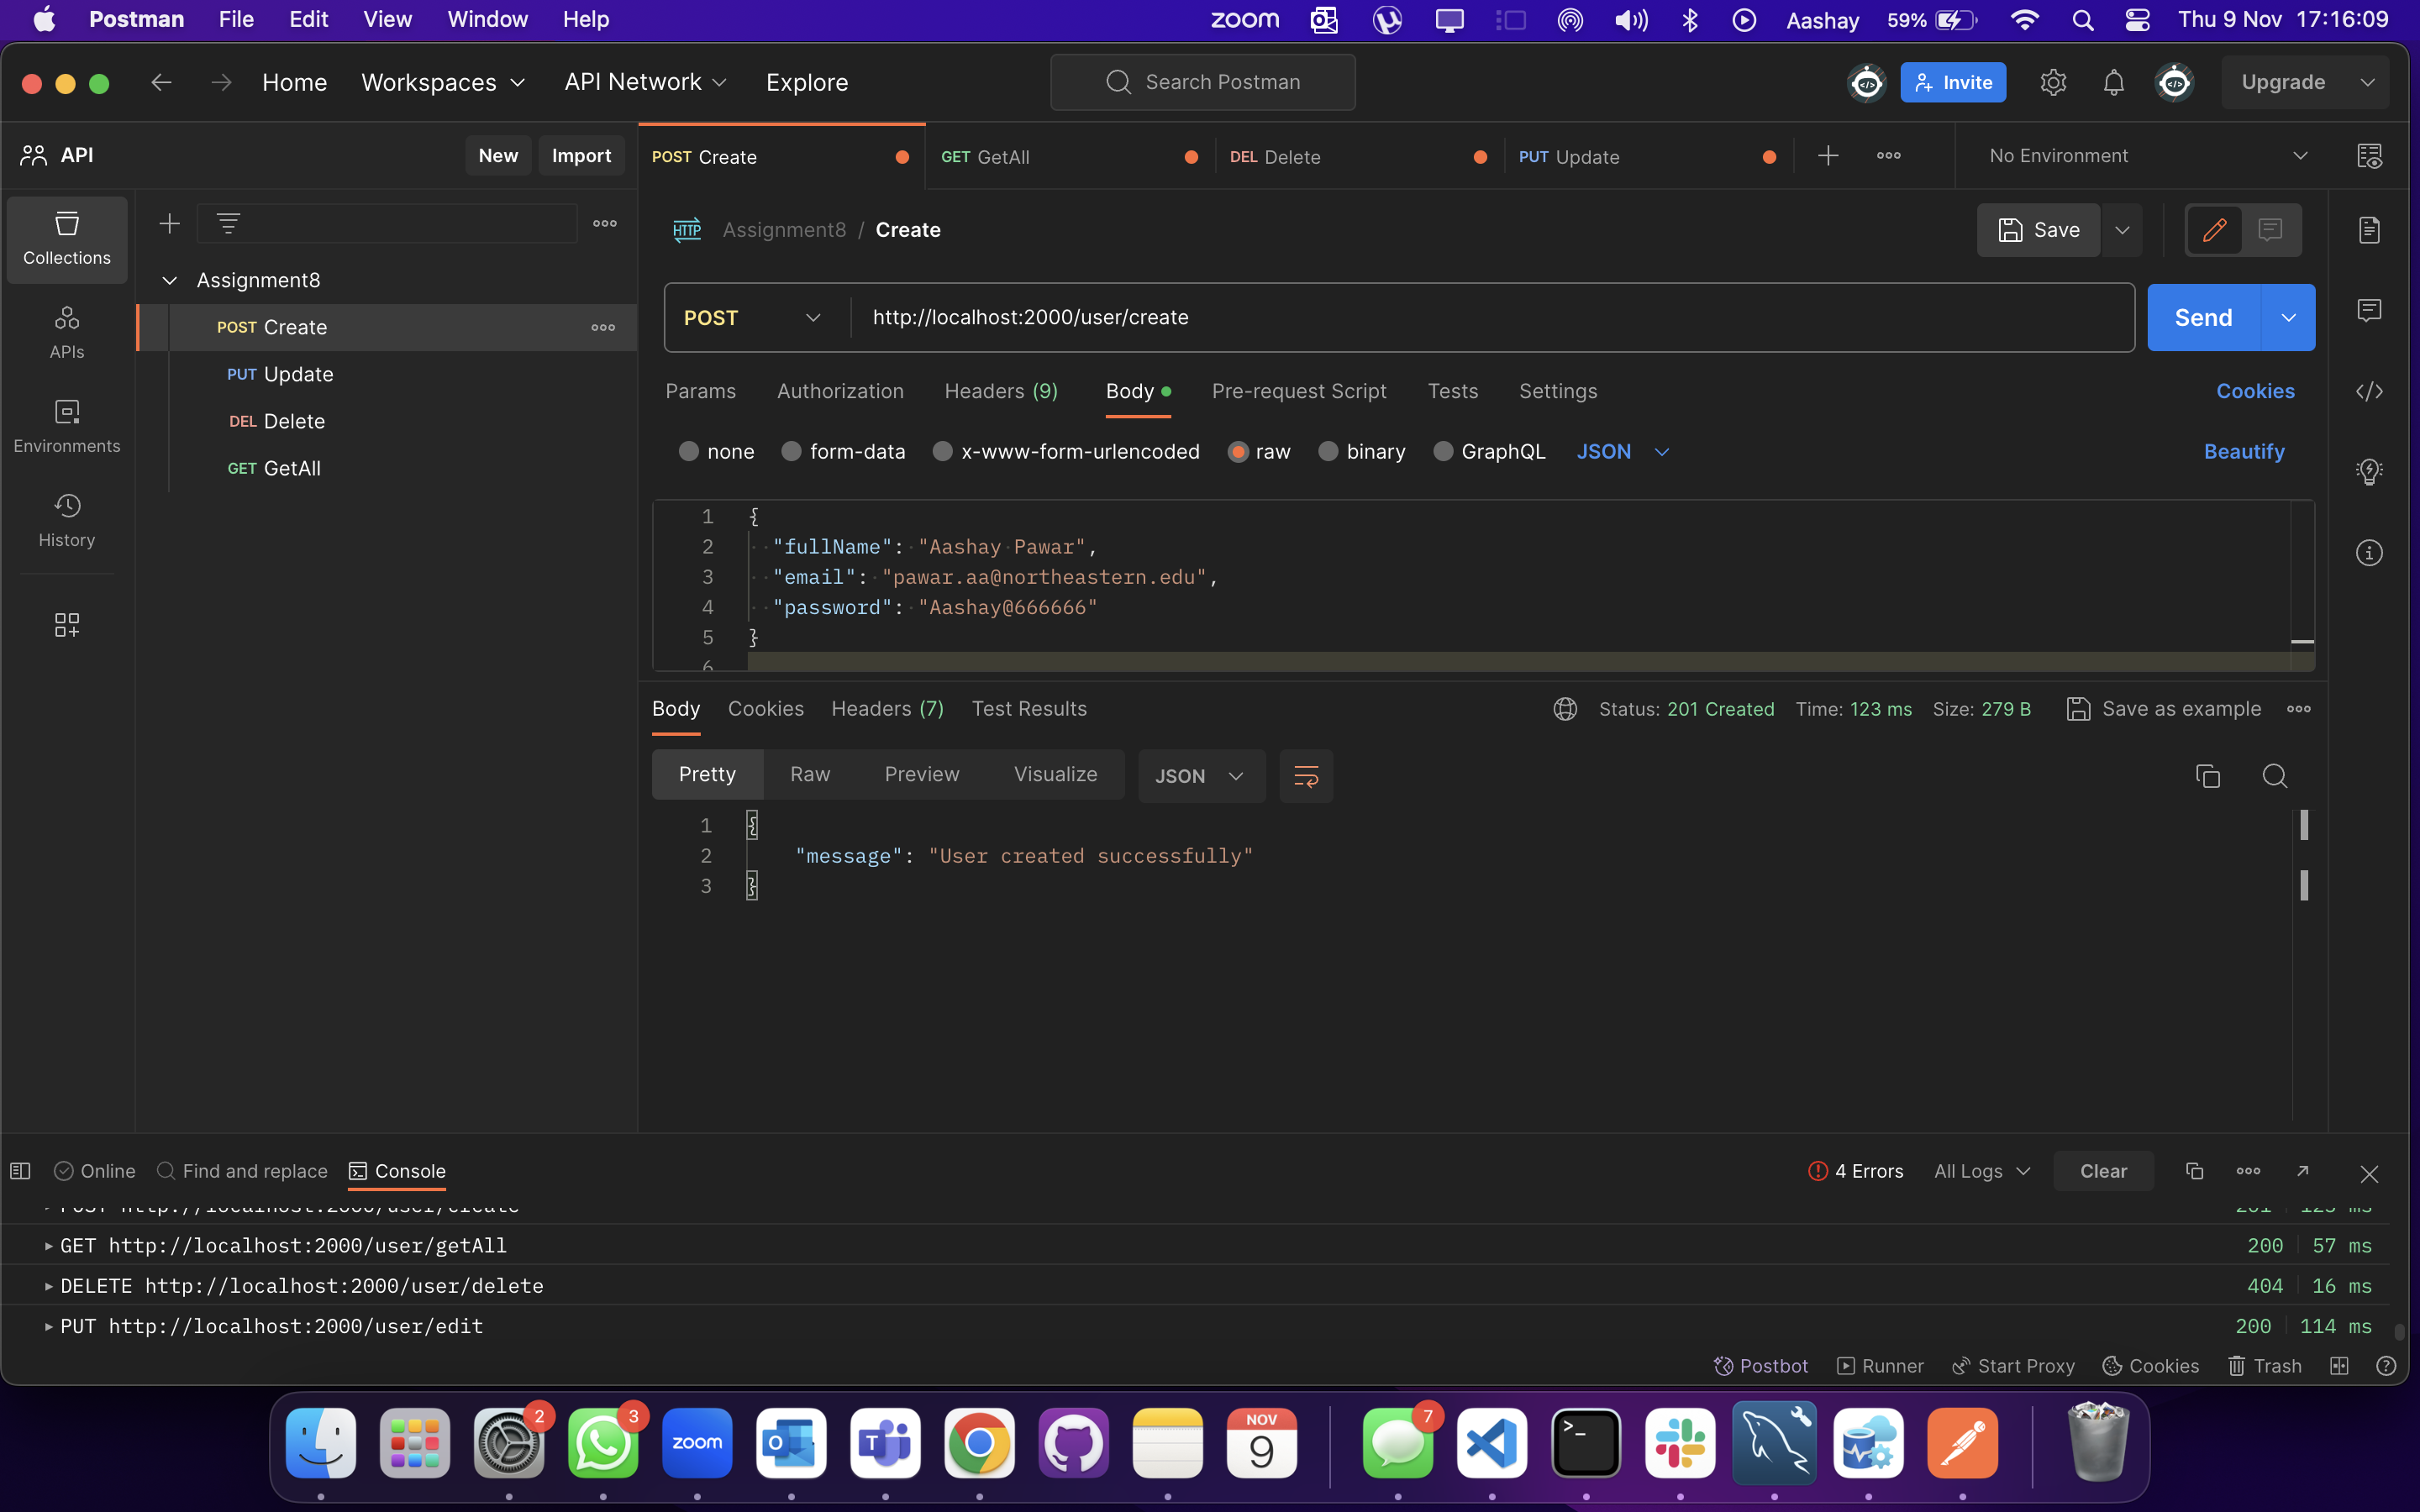 Postman File Edit View Window Help zoom Aashay 59% Thu 9 Nov 17:16:09
Home Workspaces API Network Explore Search Postman Invite Upgrade
API New Import POST Create GET GetAll DEL Delete PUT Update No Environment
Collections
APIs
Environments
History
Assignment8
POST Create
PUT Update
DEL Delete
GET GetAll
HTTP Assignment8 / Create Save
POST http://localhost:2000/user/create Send
Params Authorization Headers (9) Body Pre-request Script Tests Settings Cookies
none form-data x-www-form-urlencoded raw binary GraphQL JSON Beautify
1 {
2 "fullName": "Aashay Pawar",
3 "email": "pawar.aa@northeastern.edu",
4 "password": "Aashay@666666"
5 }
6
Body Cookies Headers (7) Test Results Status: 201 Created Time: 123 ms Size: 279 B Save as example
Pretty Raw Preview Visualize JSON
1 {
2 "message": "User created successfully"
3 }
Online Find and replace Console 4 Errors All Logs Clear
POST http://localhost:2000/user/create 201 123 ms
GET http://localhost:2000/user/getAll 200 57 ms
DELETE http://localhost:2000/user/delete 404 16 ms
PUT http://localhost:2000/user/edit 200 114 ms
Postbot Runner Start Proxy Cookies Trash
2 3 zoom NOV 9 7